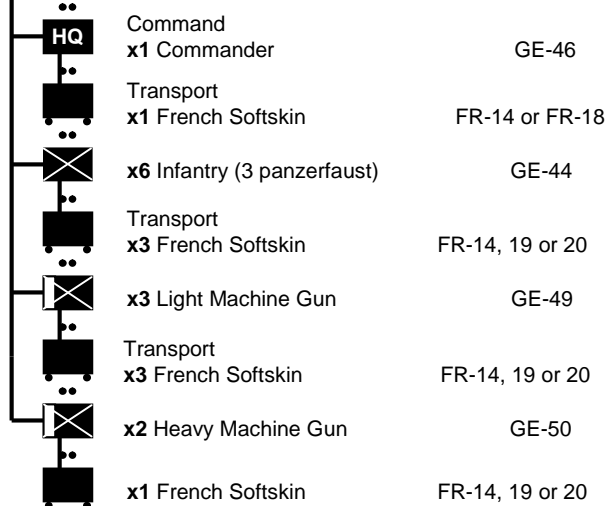 HQ
Command
x1 Commander GE-46
Transport
x1 French Softskin FR-14 or FR-18
x6 Infantry (3 panzerfaust) GE-44
Transport
x3 French Softskin FR-14, 19 or 20
x3 Light Machine Gun GE-49
Transport
x3 French Softskin FR-14, 19 or 20
x2 Heavy Machine Gun GE-50
x1 French Softskin FR-14, 19 or 20